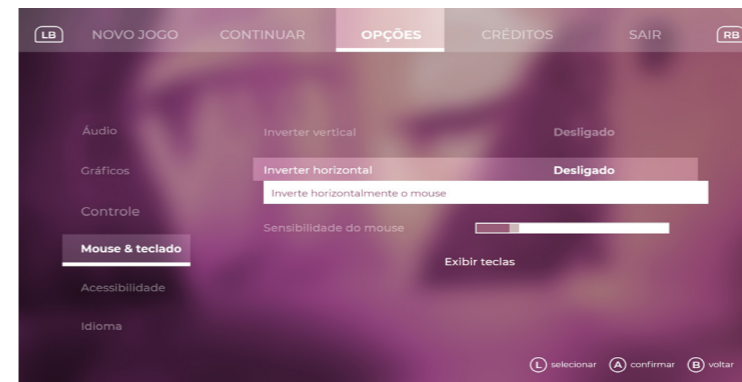 LB NOVO JOGO CONTINUAR OPÇÕES CRÉDITOS SAIR RB
Áudio
Gráficos
Controle
Mouse & teclado
Acessibilidade
Idioma
Inverter vertical Desligado
Inverter horizontal Desligado
Inverte horizontalmente o mouse
Sensibilidade do mouse
Exibir teclas
L selecionar A confirmar B voltar